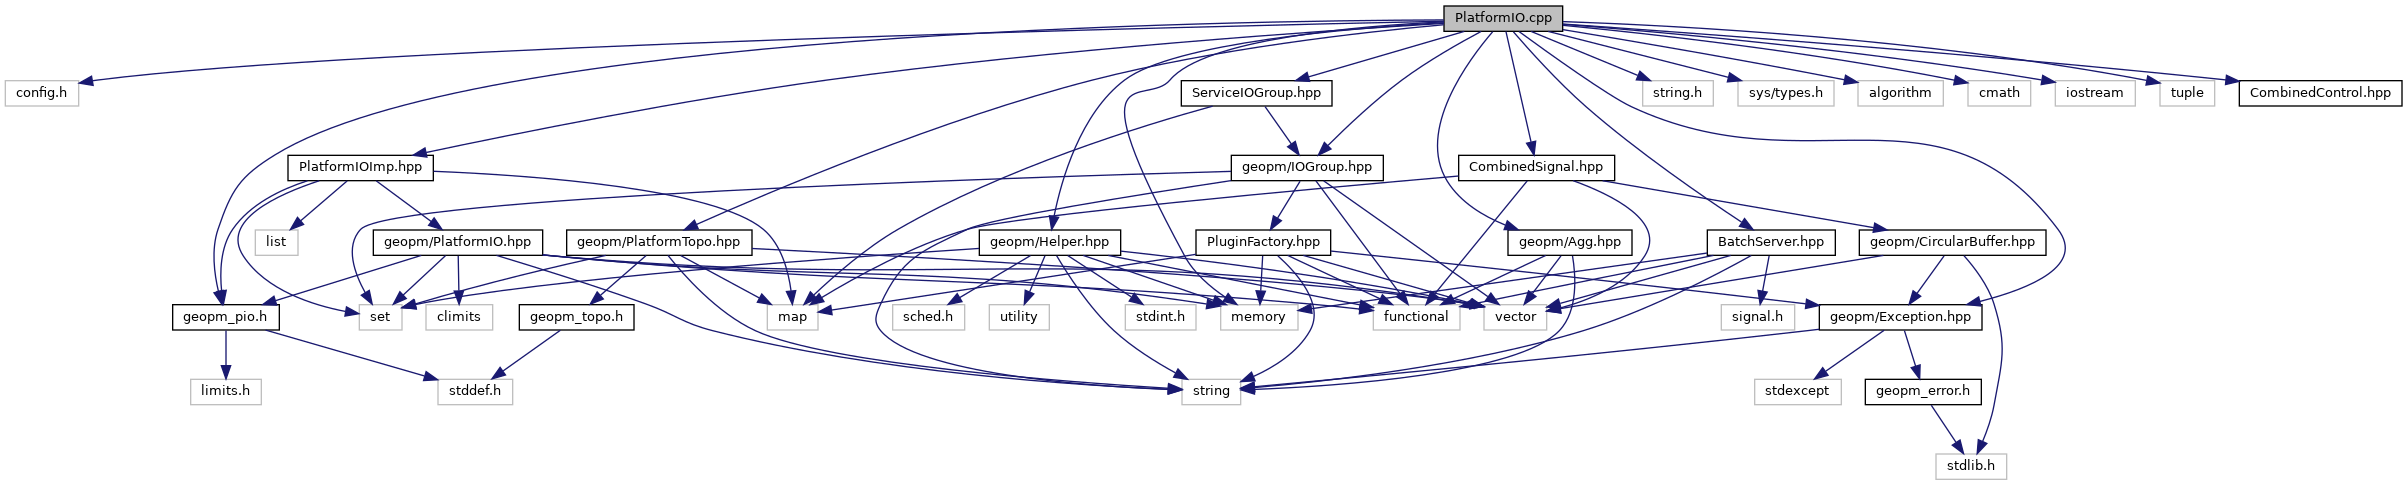 PlatformIO.cpp
config.h
ServiceIOGroup.hpp
string.h
sys/types.h
algorithm
cmath
iostream
tuple
CombinedControl.hpp
PlatformIOImp.hpp
geopm/IOGroup.hpp
CombinedSignal.hpp
list
geopm/PlatformIO.hpp
geopm/PlatformTopo.hpp
geopm/Helper.hpp
PluginFactory.hpp
geopm/Agg.hpp
BatchServer.hpp
geopm/CircularBuffer.hpp
geopm_pio.h
set
climits
geopm_topo.h
map
sched.h
utility
stdint.h
memory
functional
vector
signal.h
geopm/Exception.hpp
limits.h
stddef.h
string
stdexcept
geopm_error.h
stdlib.h